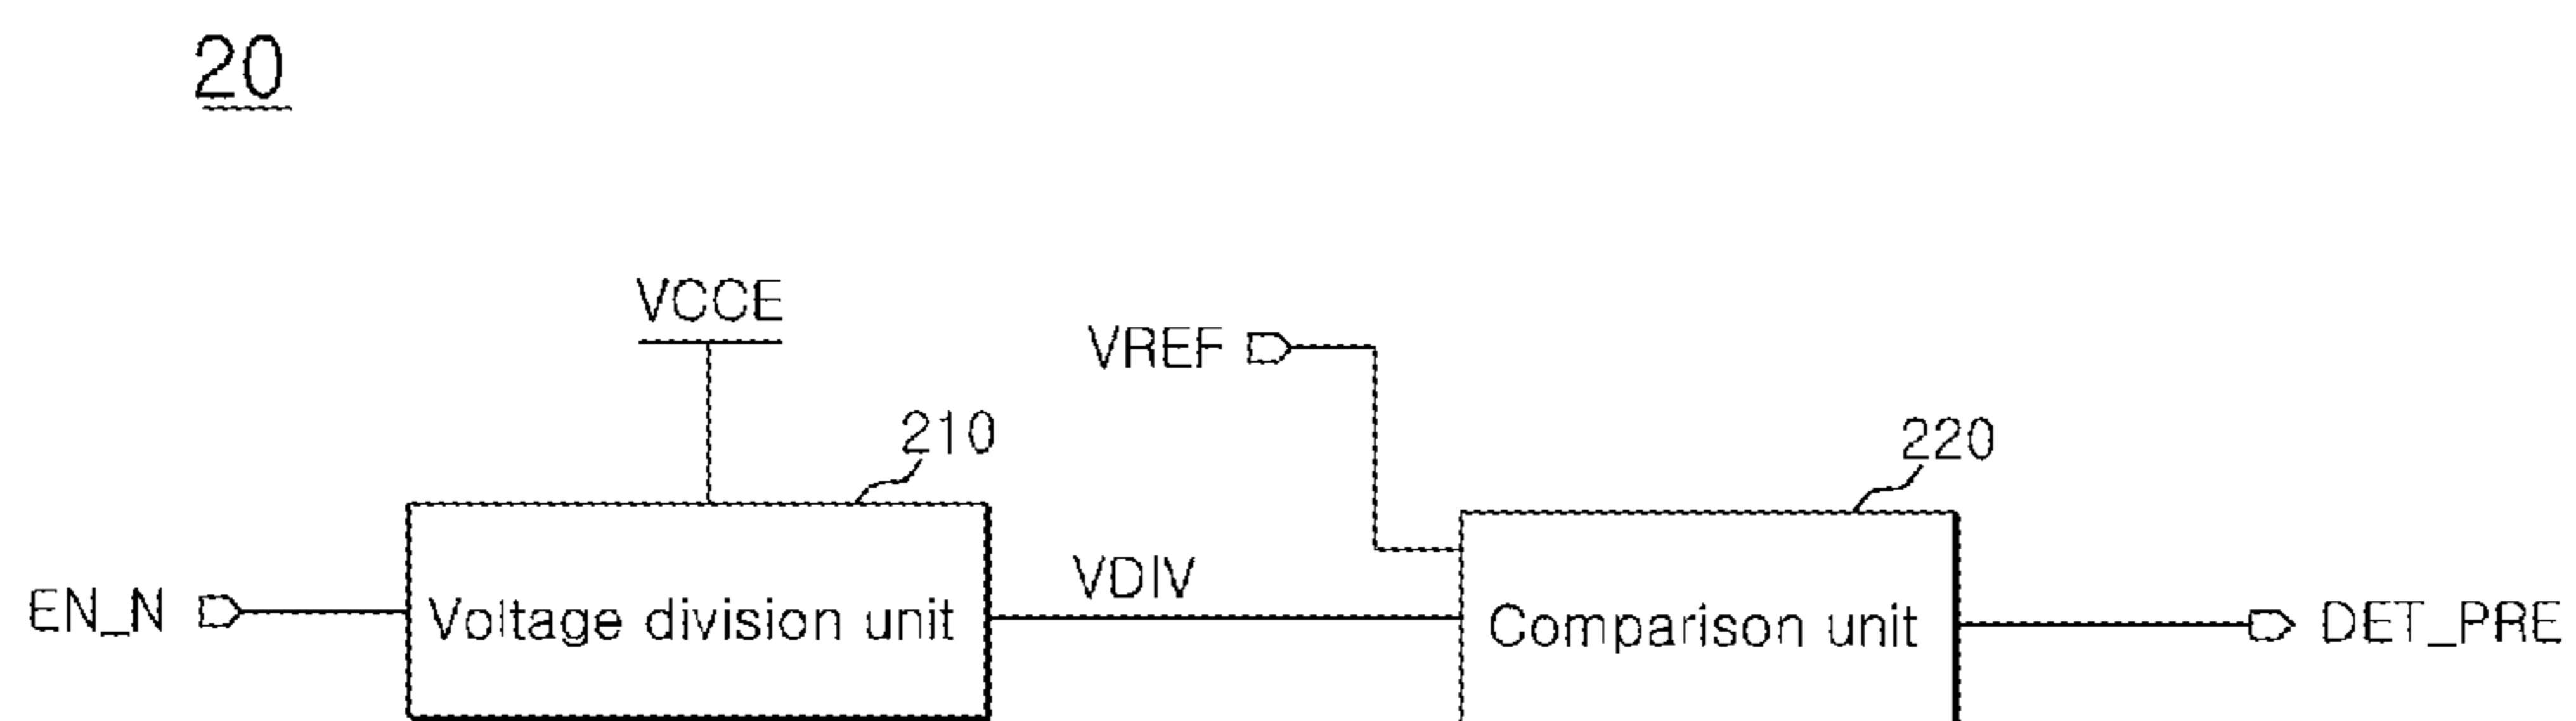 20
VCCE
VREF
210
220
EN_N
Voltage division unit
VDIV
Comparison unit
DET_PRE